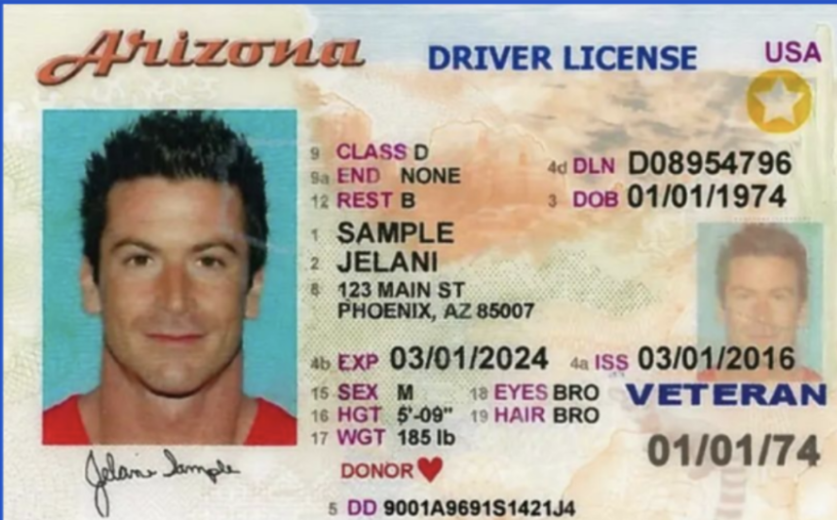 Arizona
DRIVER LICENSE USA
9 CLASS D
9a END NONE
12 REST B
4d DLN D08954796
3 DOB 01/01/1974
1 SAMPLE
2 JELANI
8 123 MAIN ST
PHOENIX, AZ 85007
4b EXP 03/01/2024 4a ISS 03/01/2016
15 SEX M 18 EYES BRO VETERAN
16 HGT 5'-09" 19 HAIR BRO
17 WGT 185 lb 01/01/74
Jelani Sample
DONOR
5 DD 9001A9691S1421J4